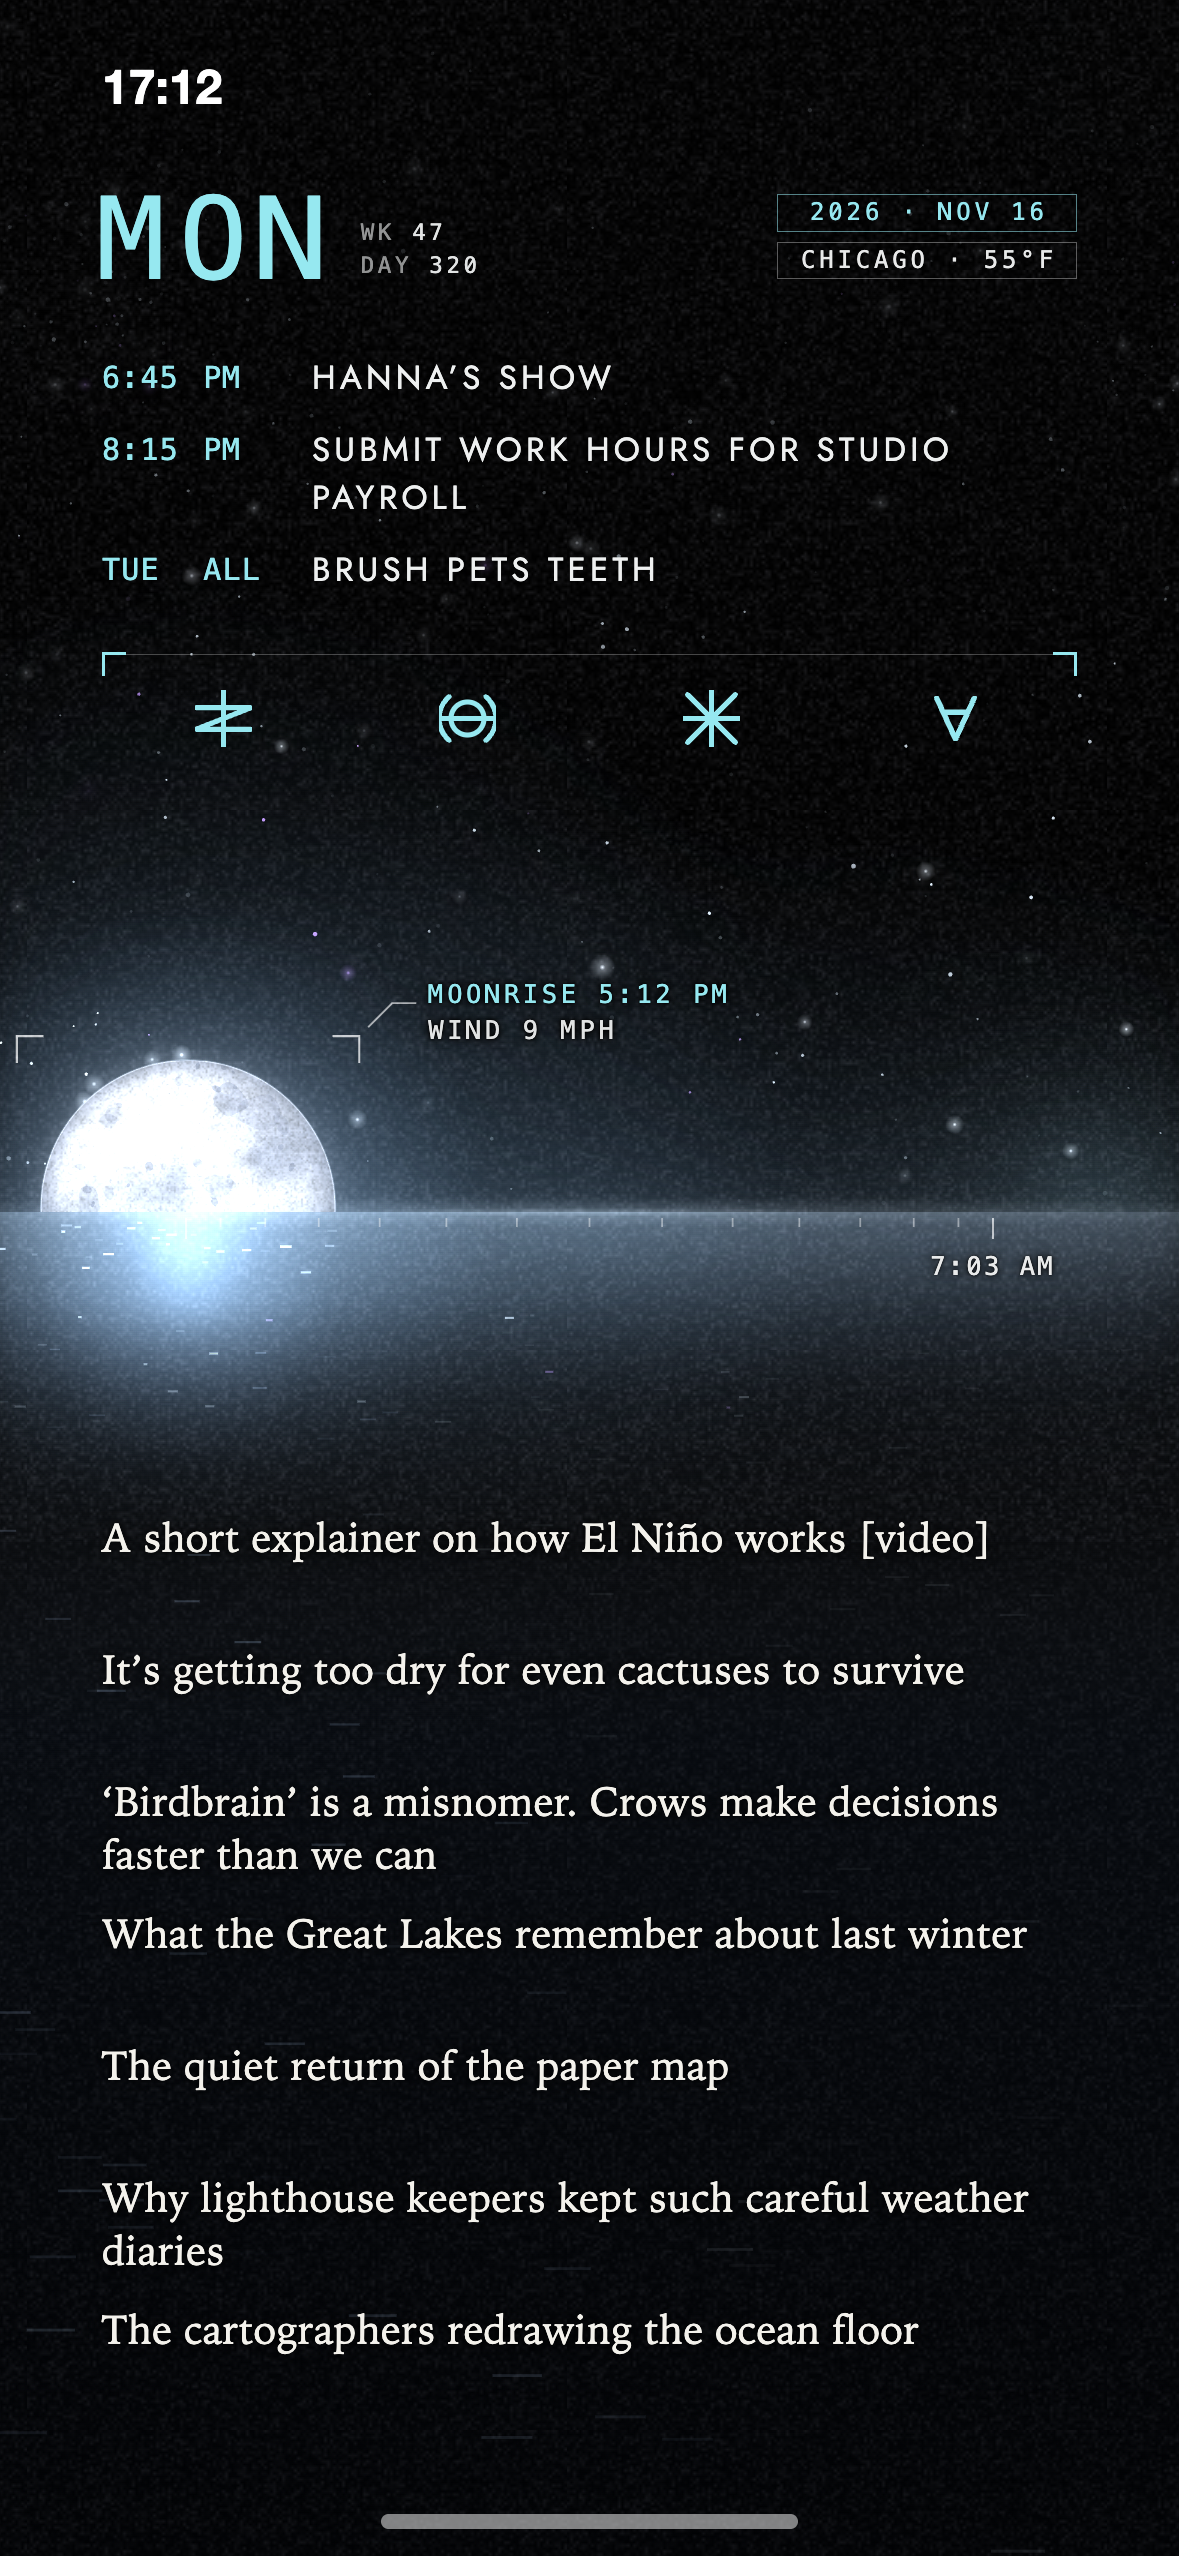 17:12
MON
WK 47
DAY 320
2026 · NOV 16
CHICAGO · 55°F
6:45 PM HANNA’S SHOW
8:15 PM SUBMIT WORK HOURS FOR STUDIO
PAYROLL
TUE ALL BRUSH PETS TEETH
MOONRISE 5:12 PM
WIND 9 MPH
7:03 AM
A short explainer on how El Niño works [video]
It’s getting too dry for even cactuses to survive
‘Birdbrain’ is a misnomer. Crows make decisions
faster than we can
What the Great Lakes remember about last winter
The quiet return of the paper map
Why lighthouse keepers kept such careful weather
diaries
The cartographers redrawing the ocean floor